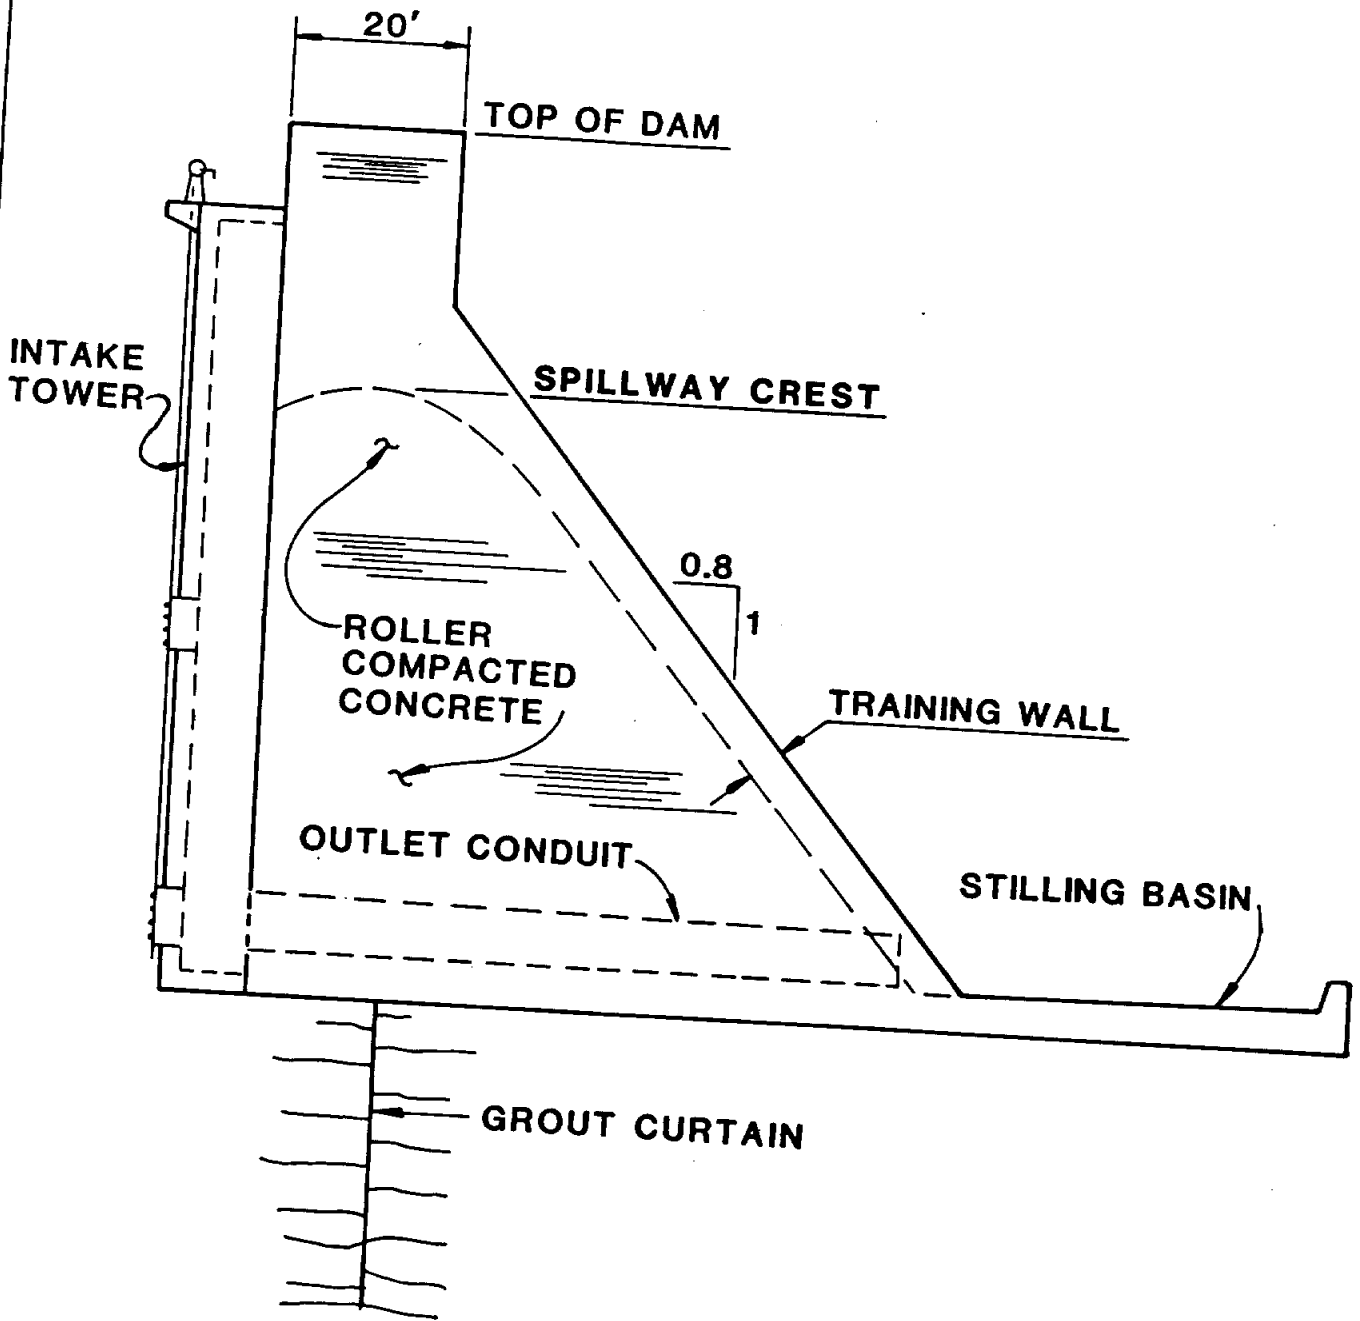 20'
TOP OF DAM
INTAKE
TOWER
SPILLWAY CREST
0.8
1
ROLLER
COMPACTED
CONCRETE
TRAINING WALL
OUTLET CONDUIT
STILLING BASIN
GROUT CURTAIN